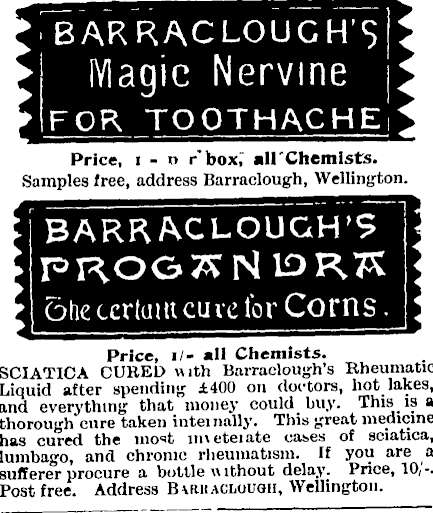 BARRACLOUGH'S
Magic Nervine
FOR TOOTHACHE
Price, 1 - box, all Chemists.
Samples free, address Barraclough, Wellington.
BARRACLOUGH'S
PROGANDRA
The certain cure for Corns.
Price, 1/- all Chemists.
SCIATICA CURED with Barraclough's Rheumatic
Liquid after spending £400 on doctors, hot lakes,
and everything that money could buy. This is a
thorough cure taken internally. This great medicine
has cured the most inveterate cases of sciatica,
lumbago, and chronic rheumatism. If you are a
sufferer procure a bottle without delay. Price, 10/-.
Post free. Address BARRACLOUGH, Wellington.